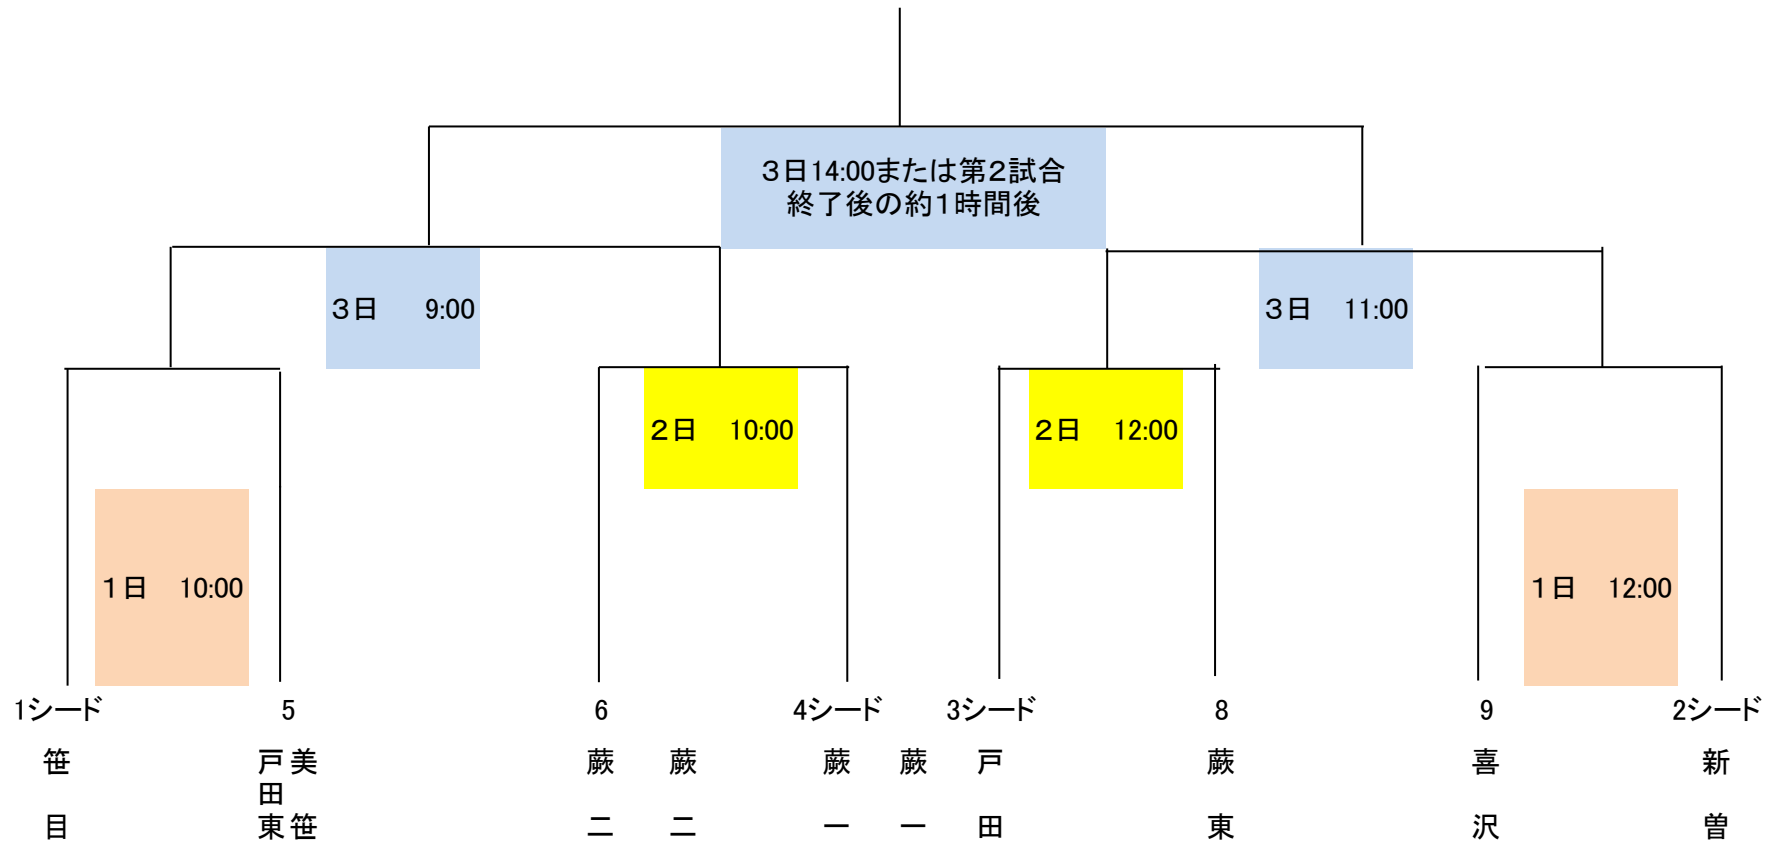 ３日14:00または第２試合
終了後の約１時間後
３日　9:00
３日　11:00
２日　10:00
２日　12:00
１日　10:00
１日　12:00
1シード
5
6
4シード
3シード
8
9
2シード
笹目
戸田東
美笹
蕨二
蕨二
蕨一
蕨一
戸田
蕨東
喜沢
新曽